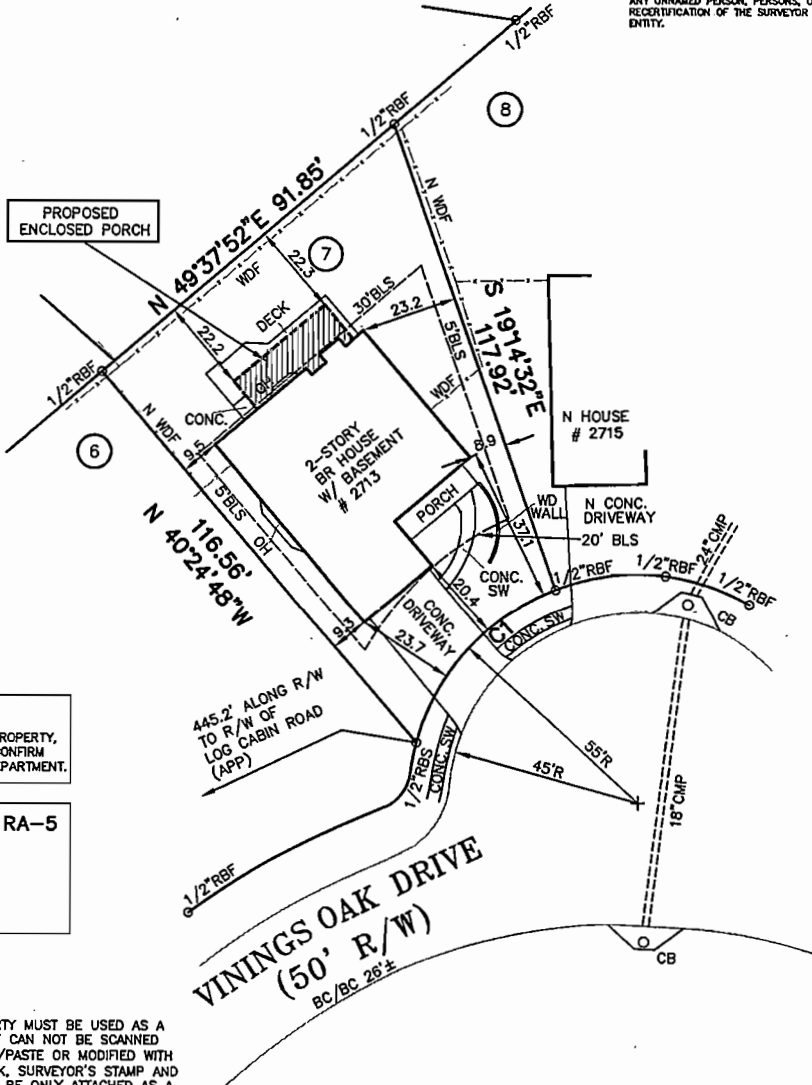 ANY UNNAMED PERSON, PERSONS, O
RECERTIFICATION OF THE SURVEYOR
ENTITY.
1/2"RBF
1/2"RBF
8
PROPOSED
ENCLOSED PORCH
N 49°37'52"E 91.85'
WDF
7
22.3
22.2
DECK
30'BLS
23.2
N WDF
S 19°14'32"E
117.92'
5'BLS
WDF
N HOUSE
# 2715
1/2"RBF
N WDF
CONC.
OH
9.5
6
5'BLS
OH
2-STORY
BR HOUSE
W/ BASEMENT
# 2713
8.9
PORCH
WD
WALL
N CONC.
DRIVEWAY
20' BLS
37.1
116.56'
N 40°24'48"W
CONC.
SW
1/2"RBF
1/2"RBF
24"CMP
1/2"RBF
CB
20.4
C1
CONC. SW
CONC.
DRIVEWAY
9.3
23.7
445.2' ALONG R/W
TO R/W OF
LOG CABIN ROAD
(APP)
1/2"RBS
CONC. SW
55'R
45'R
18"CMP
ROPERTY,
CONFIRM
PARTMENT.
RA-5
1/2"RBF
VININGS OAK DRIVE
(50' R/W)
BC/BC 26'±
CB
TY MUST BE USED AS A
CAN NOT BE SCANNED
/PASTE OR MODIFIED WITH
K, SURVEYOR'S STAMP AND
BE ONLY ATTACHED AS A